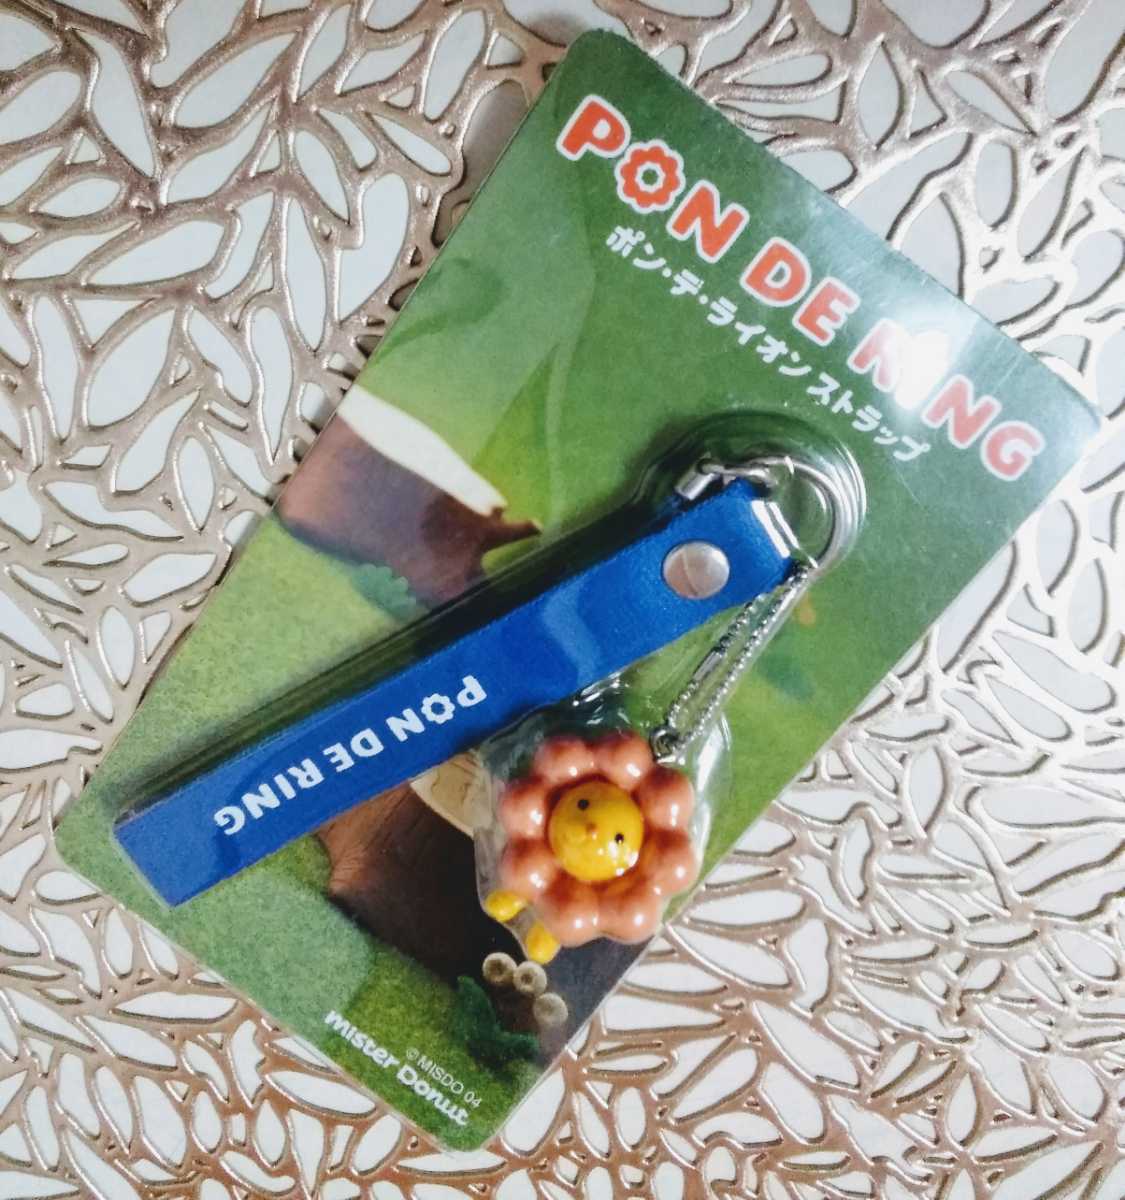 PON DE RING
ポン・デ・ライオン ストラップ
PON DE RING
© MISDO 04
mister Donut